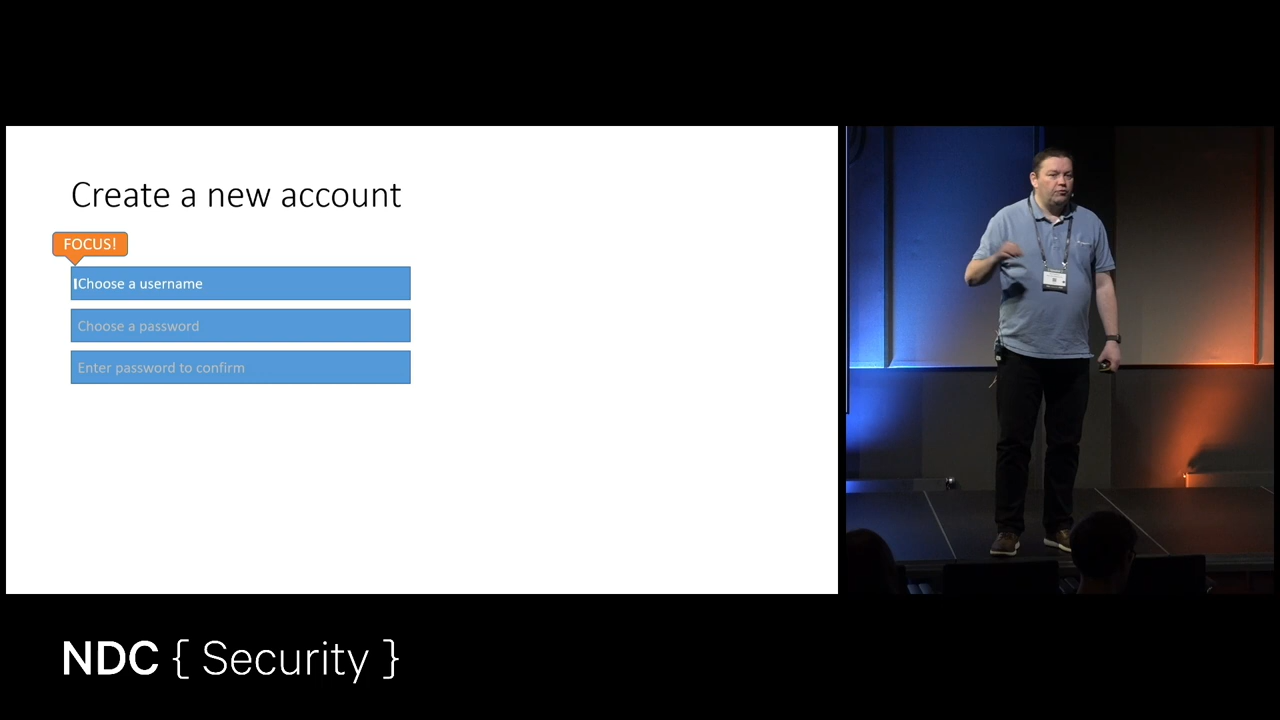 Create a new account
FOCUS!
Choose a username
Choose a password
Enter password to confirm
NDC { Security }